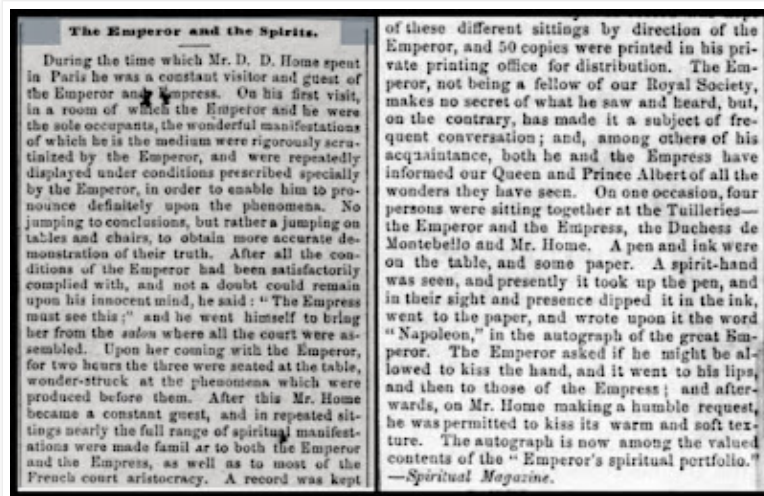 The Emperor and the Spirits.
During the time which Mr. D. D. Home spent
in Paris he was a constant visitor and guest of
the Emperor and Empress. On his first visit,
in a room of which the Emperor and he were
the sole occupants, the wonderful manifestations
of which he is the medium were rigorously scru-
tinized by the Emperor, and were repeatedly
displayed under conditions prescribed specially
by the Emperor, in order to enable him to pro-
nounce definitely upon the phenomena. No
jumping to conclusions, but rather a jumping on
tables and chairs, to obtain more accurate de-
monstration of their truth. After all the con-
ditions of the Emperor had been satisfactorily
complied with, and not a doubt could remain
upon his innocent mind, he said: "The Empress
must see this;" and he went himself to bring
her from the salon where all the court were as-
sembled. Upon her coming with the Emperor,
for two hours the three were seated at the table,
wonder-struck at the phenomena which were
produced before them. After this Mr. Home
became a constant guest, and in repeated sit-
tings nearly the full range of spiritual manifest-
ations were made famil ar to both the Emperor
and the Empress, as well as to most of the
French court aristocracy. A record was kept
of these different sittings by direction of the
Emperor, and 50 copies were printed in his pri-
vate printing office for distribution. The Em-
peror, not being a fellow of our Royal Society,
makes no secret of what he saw and heard, but,
on the contrary, has made it a subject of fre-
quent conversation; and, among others of his
acquaintance, both he and the Empress have
informed our Queen and Prince Albert of all the
wonders they have seen. On one occasion, four
persons were sitting together at the Tuilleries—
the Emperor and the Empress, the Duchess de
Montebello and Mr. Home. A pen and ink were
on the table, and some paper. A spirit-hand
was seen, and presently it took up the pen, and
in their sight and presence dipped it in the ink,
went to the paper, and wrote upon it the word
"Napoleon," in the autograph of the great Em-
peror. The Emperor asked if he might be al-
lowed to kiss the hand, and it went to his lips,
and then to those of the Empress; and after-
wards, on Mr. Home making a humble request,
he was permitted to kiss its warm and soft tex-
ture. The autograph is now among the valued
contents of the "Emperor's spiritual portfolio."
—Spiritual Magazine.